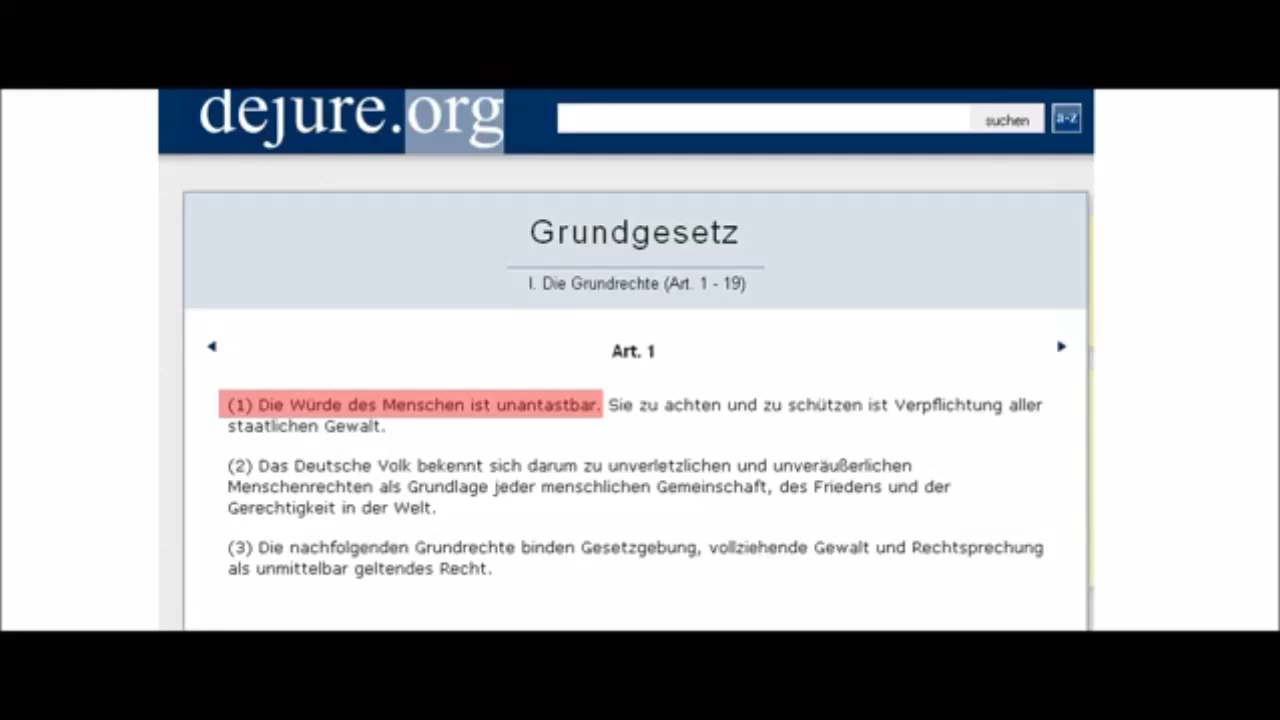 dejure.org
suchen
a-z
Grundgesetz
I. Die Grundrechte (Art. 1 - 19)
Art. 1
(1) Die Würde des Menschen ist unantastbar. Sie zu achten und zu schützen ist Verpflichtung aller
staatlichen Gewalt.
(2) Das Deutsche Volk bekennt sich darum zu unverletzlichen und unveräußerlichen
Menschenrechten als Grundlage jeder menschlichen Gemeinschaft, des Friedens und der
Gerechtigkeit in der Welt.
(3) Die nachfolgenden Grundrechte binden Gesetzgebung, vollziehende Gewalt und Rechtsprechung
als unmittelbar geltendes Recht.